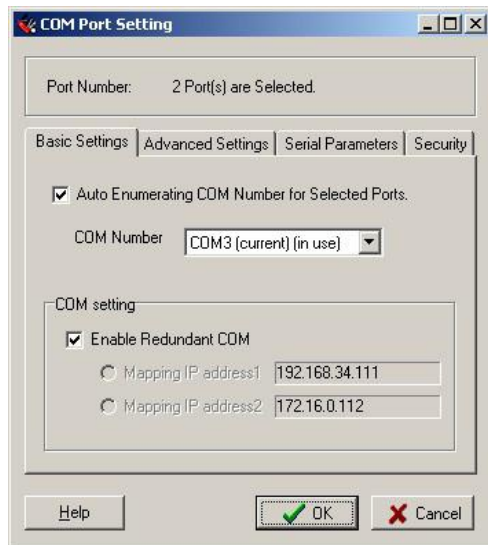 COM Port Setting
Port Number: 2 Port(s) are Selected.
Basic Settings Advanced Settings Serial Parameters Security
Auto Enumerating COM Number for Selected Ports.
COM Number COM3 (current) (in use)
COM setting
Enable Redundant COM
Mapping IP address1 192.168.34.111
Mapping IP address2 172.16.0.112
Help OK Cancel